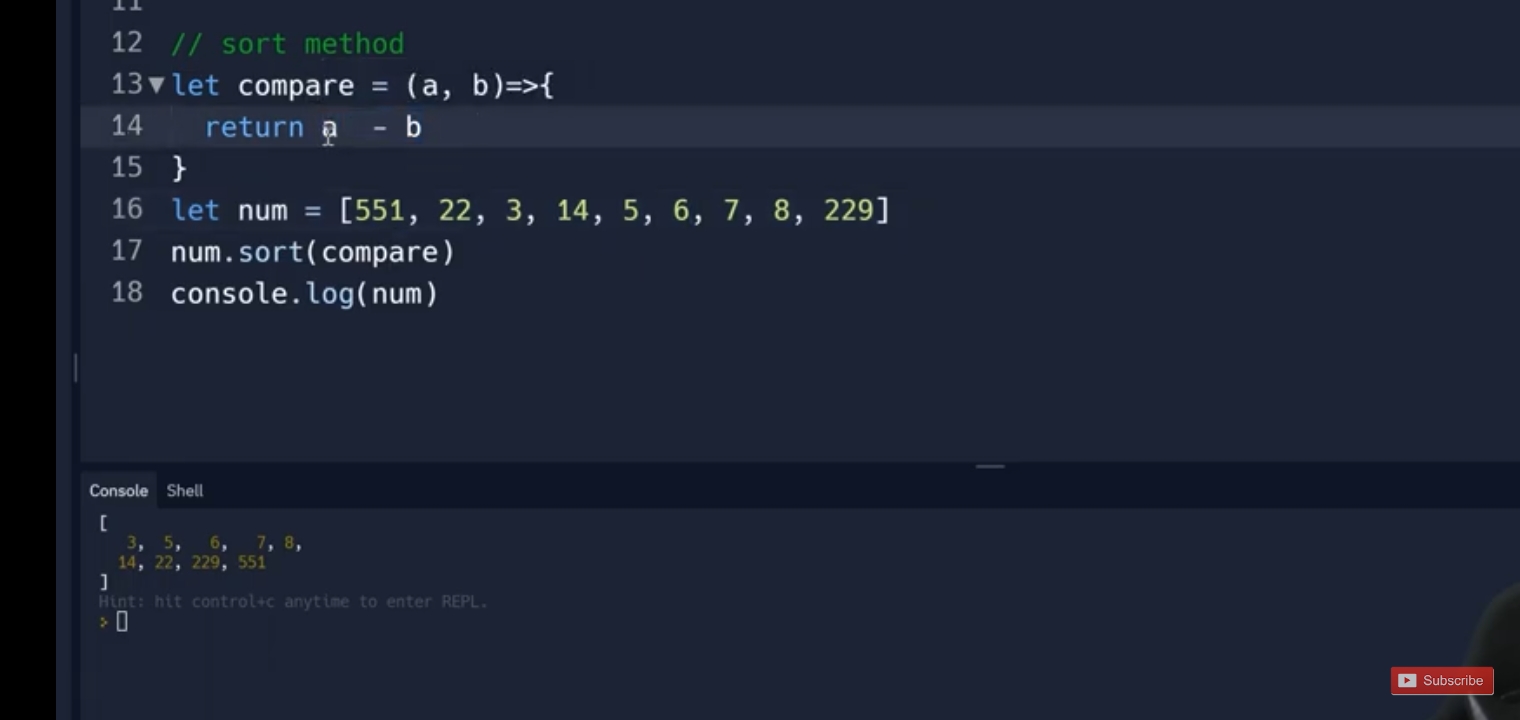 11
12 // sort method
13 let compare = (a, b)=>{
14 return a - b
15 }
16 let num = [551, 22, 3, 14, 5, 6, 7, 8, 229]
17 num.sort(compare)
18 console.log(num)
Console Shell
[
3, 5, 6, 7, 8,
14, 22, 229, 551
]
Hint: hit control+c anytime to enter REPL.
>
Subscribe